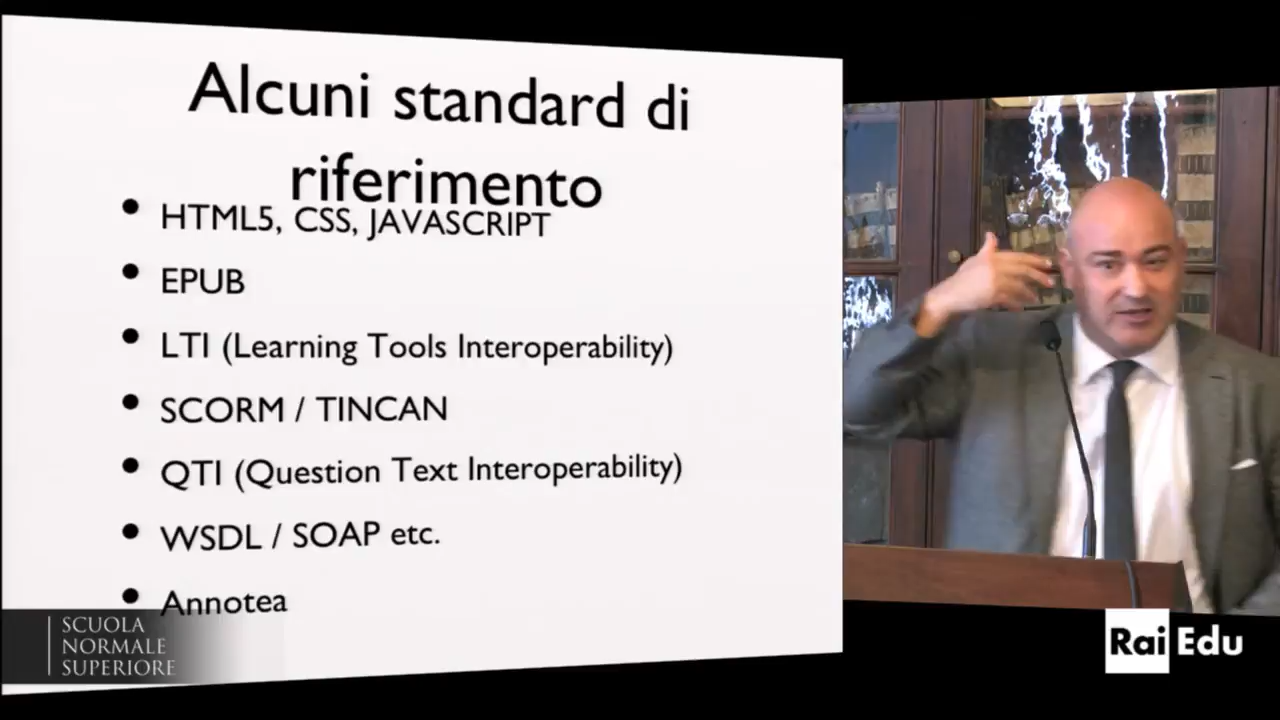 Alcuni standard di
riferimento
HTML5, CSS, JAVASCRIPT
EPUB
LTI (Learning Tools Interoperability)
SCORM / TINCAN
QTI (Question Text Interoperability)
WSDL / SOAP etc.
Annotea
SCUOLA
NORMALE
SUPERIORE
Rai Edu